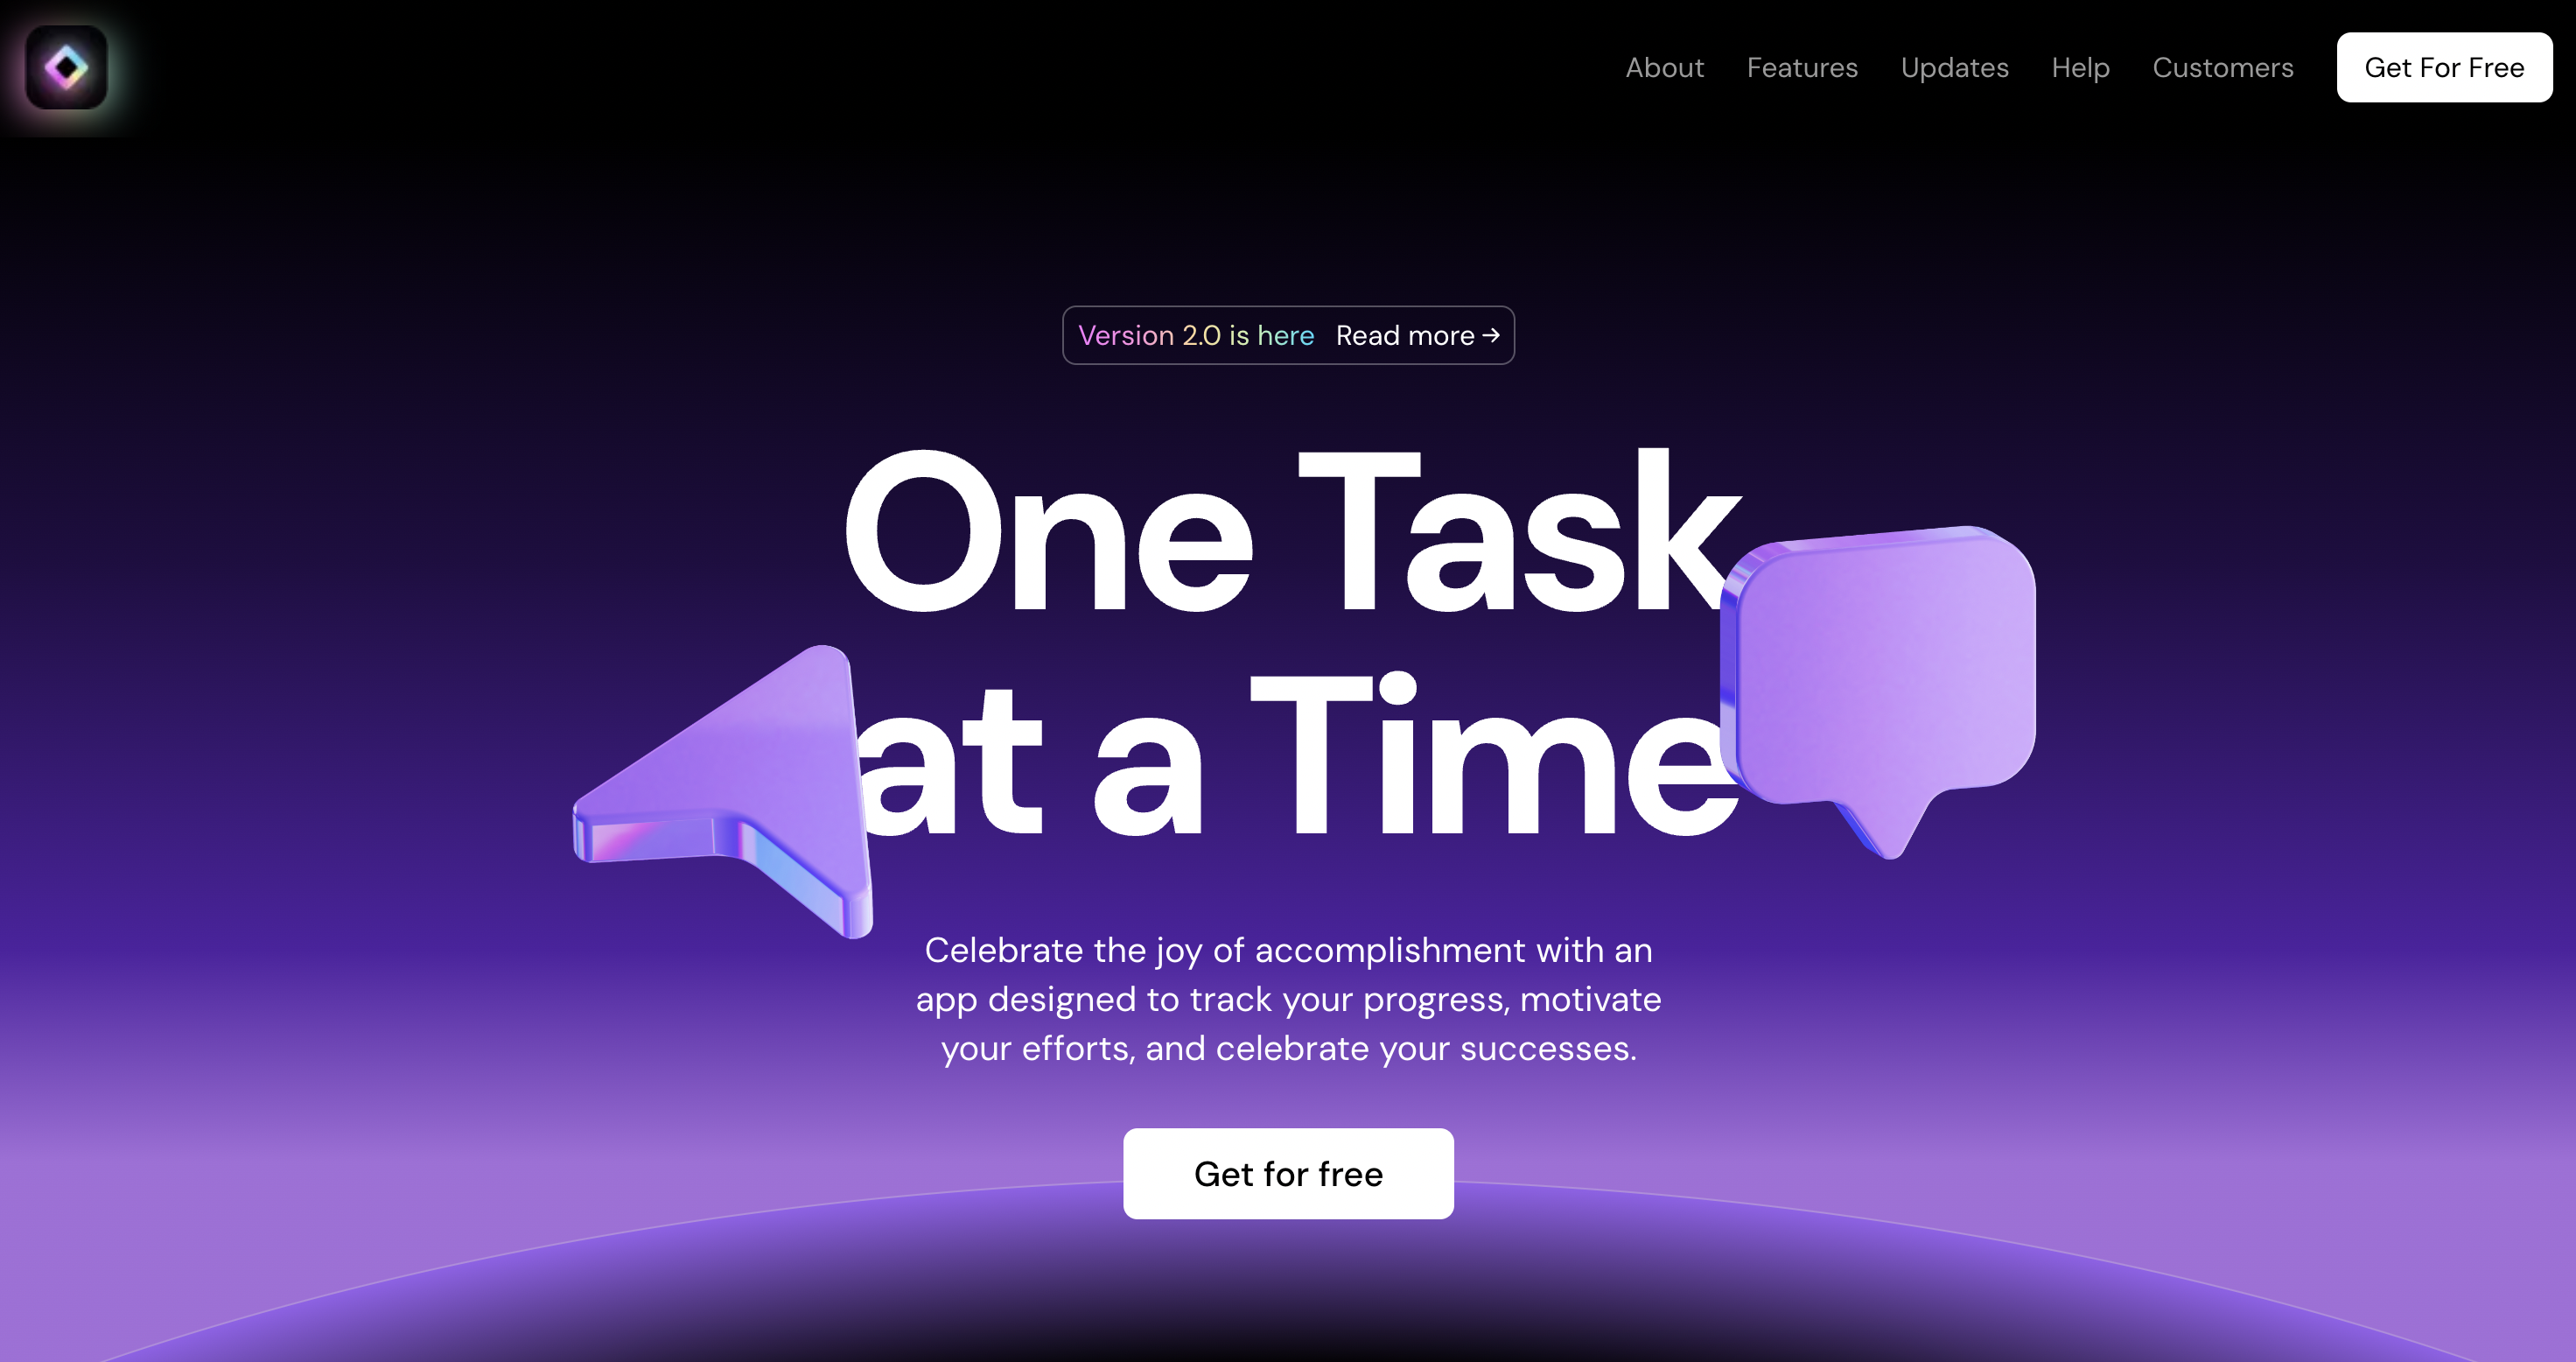 About Features Updates Help Customers Get For Free
Version 2.0 is here Read more →
One Task
at a Time
Celebrate the joy of accomplishment with an
app designed to track your progress, motivate
your efforts, and celebrate your successes.
Get for free